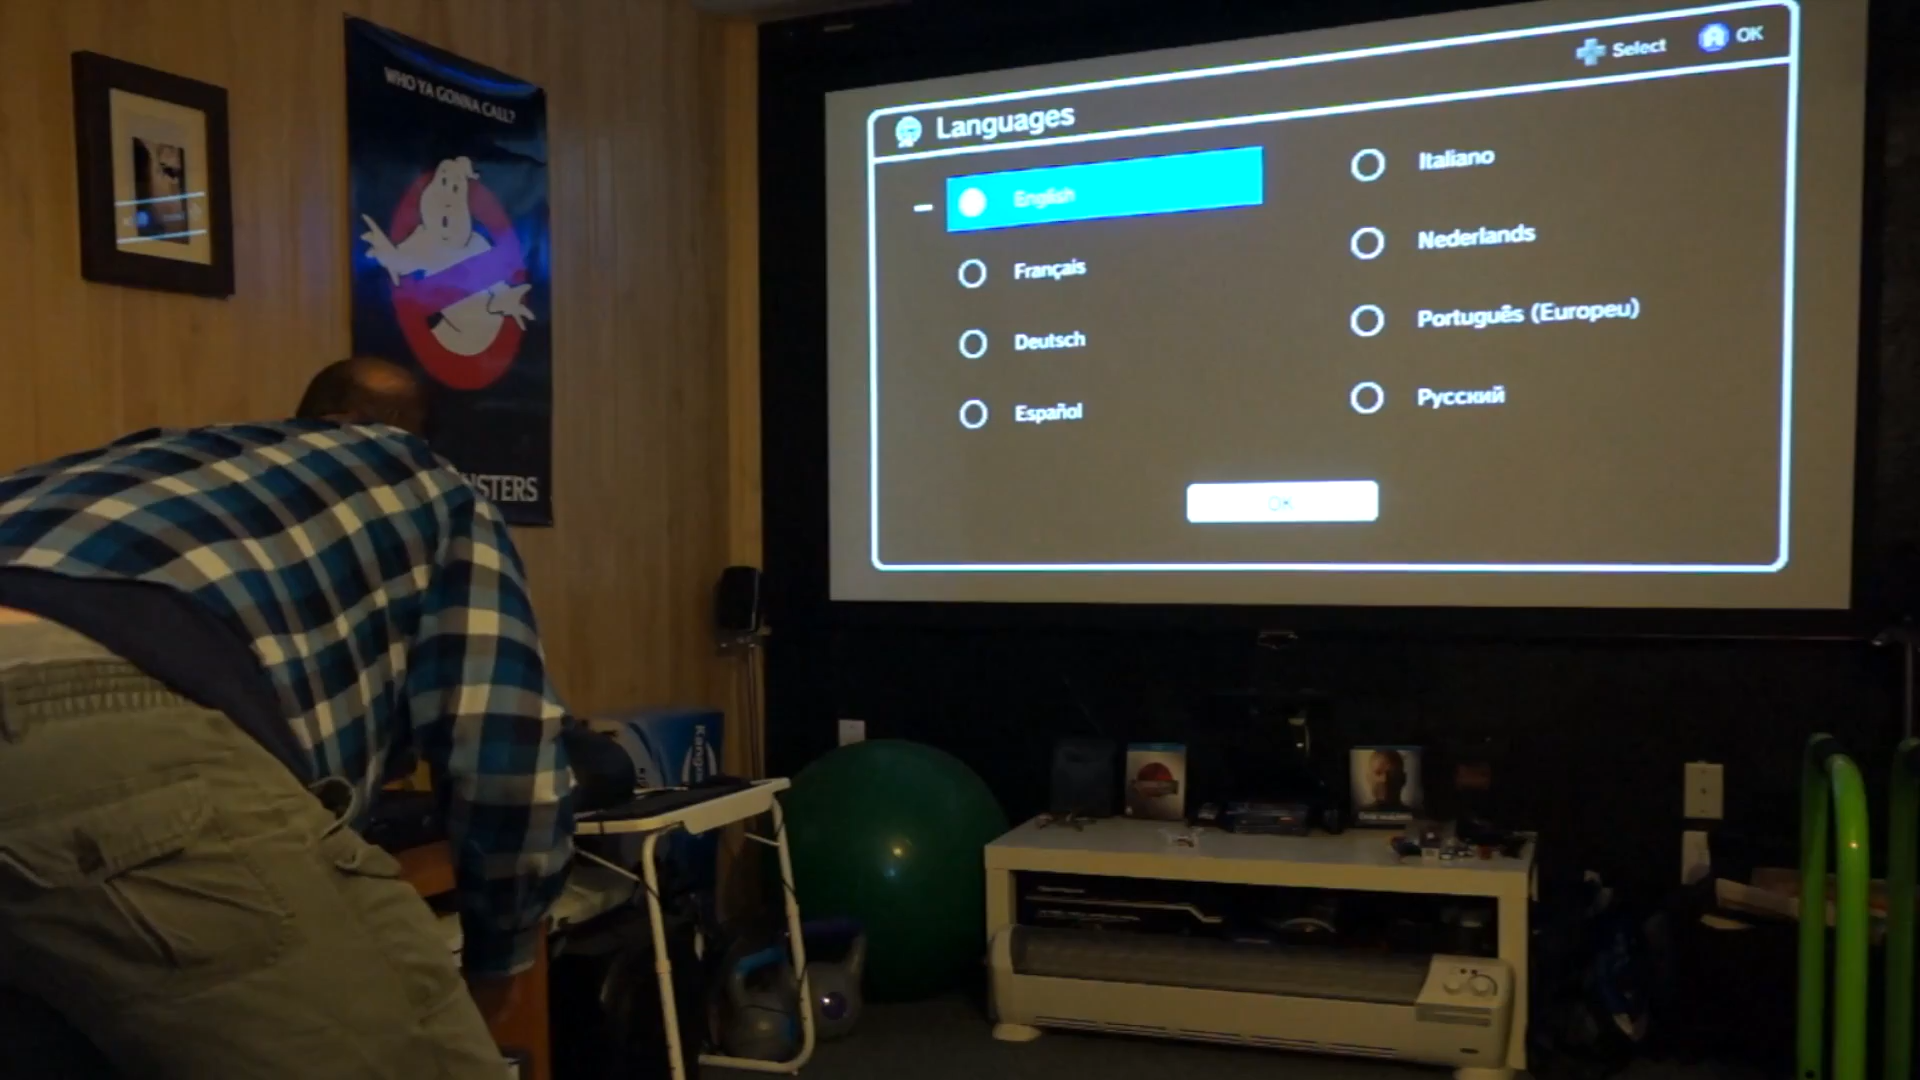 WHO YA GONNA CALL?
STERS
Select
OK
Languages
English
Français
Deutsch
Español
Italiano
Nederlands
Português (Europeu)
Русский
OK